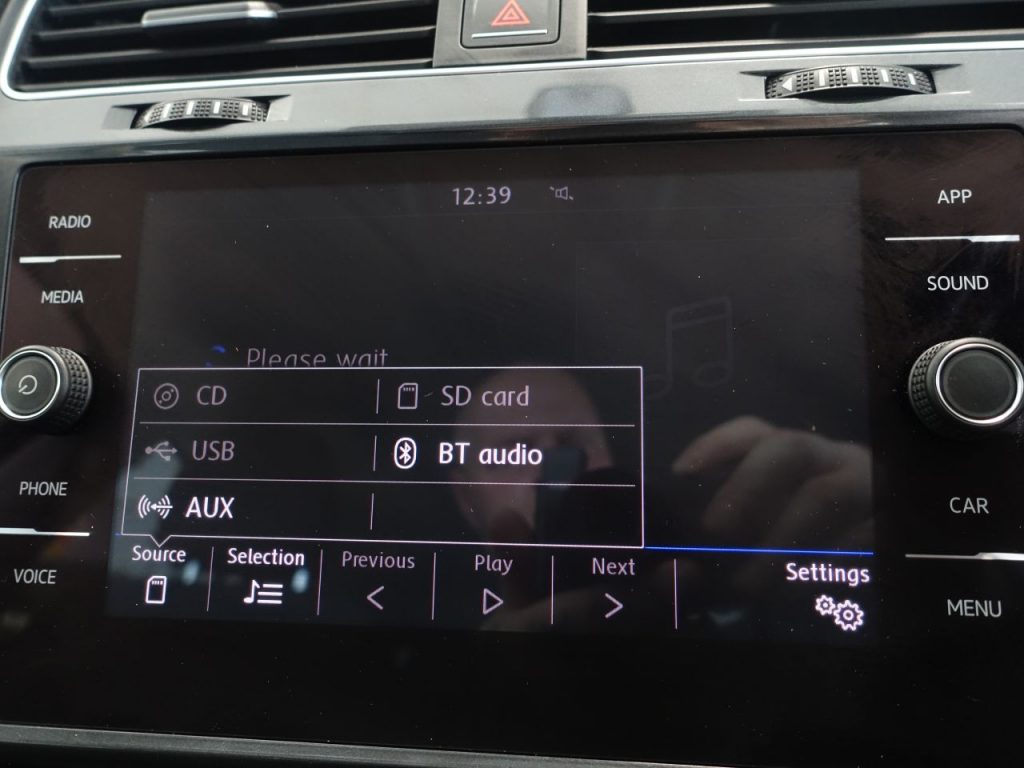 12:39
RADIO
APP
MEDIA
SOUND
Please wait
CD
SD card
USB
BT audio
AUX
PHONE
CAR
VOICE
MENU
Source
Selection
Previous
Play
Next
Settings